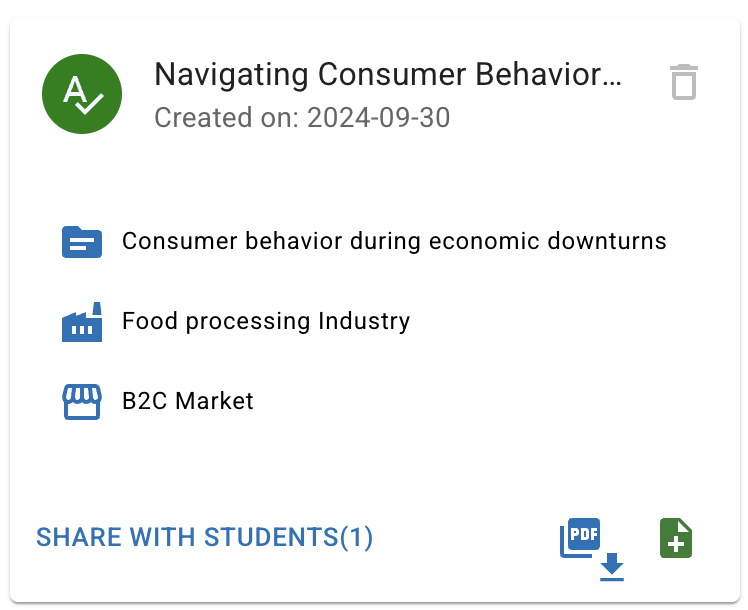 Navigating Consumer Behavior...
Created on: 2024-09-30
Consumer behavior during economic downturns
Food processing Industry
B2C Market
SHARE WITH STUDENTS(1)
PDF